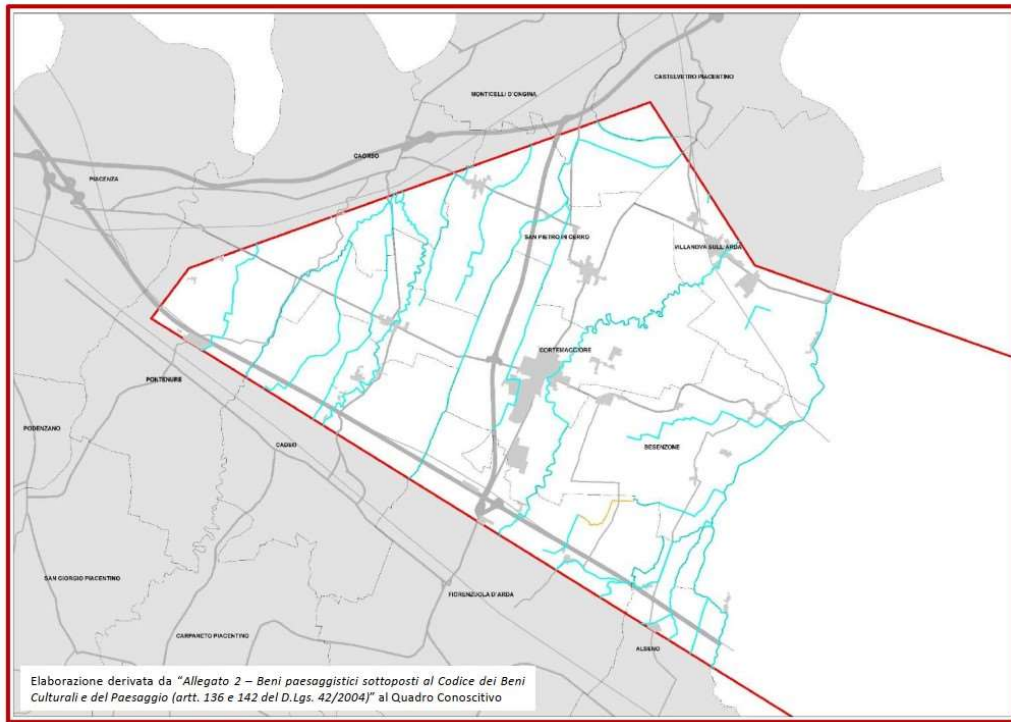 CASTELVETRO PIACENTINO
MONTICELLI D'ONGINA
CAORSO
PIACENZA
SAN PIETRO IN CERRO
VILLANOVA SULL'ARDA
CORTEMAGGIORE
PONTENURE
PODENZANO
CADEO
BESENZONE
SAN GIORGIO PIACENTINO
FIORENZUOLA D'ARDA
CARPANETO PIACENTINO
ALSENO
Elaborazione derivata da "Allegato 2 – Beni paesaggistici sottoposti al Codice dei Beni
Culturali e del Paesaggio (artt. 136 e 142 del D.Lgs. 42/2004)" al Quadro Conoscitivo